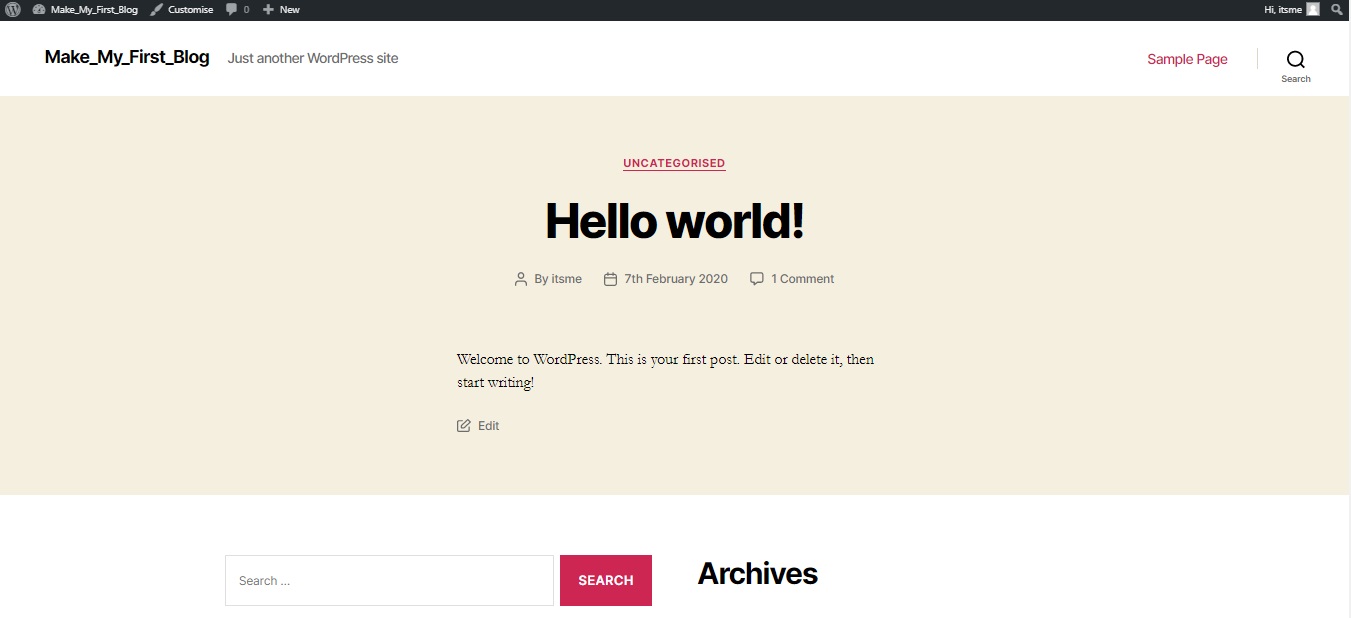 Make_My_First_Blog Customise 0 New Hi, itsme
Make_My_First_Blog Just another WordPress site Sample Page
Search
UNCATEGORISED
Hello world!
By itsme 7th February 2020 1 Comment
Welcome to WordPress. This is your first post. Edit or delete it, then
start writing!
Edit
Search ... SEARCH Archives